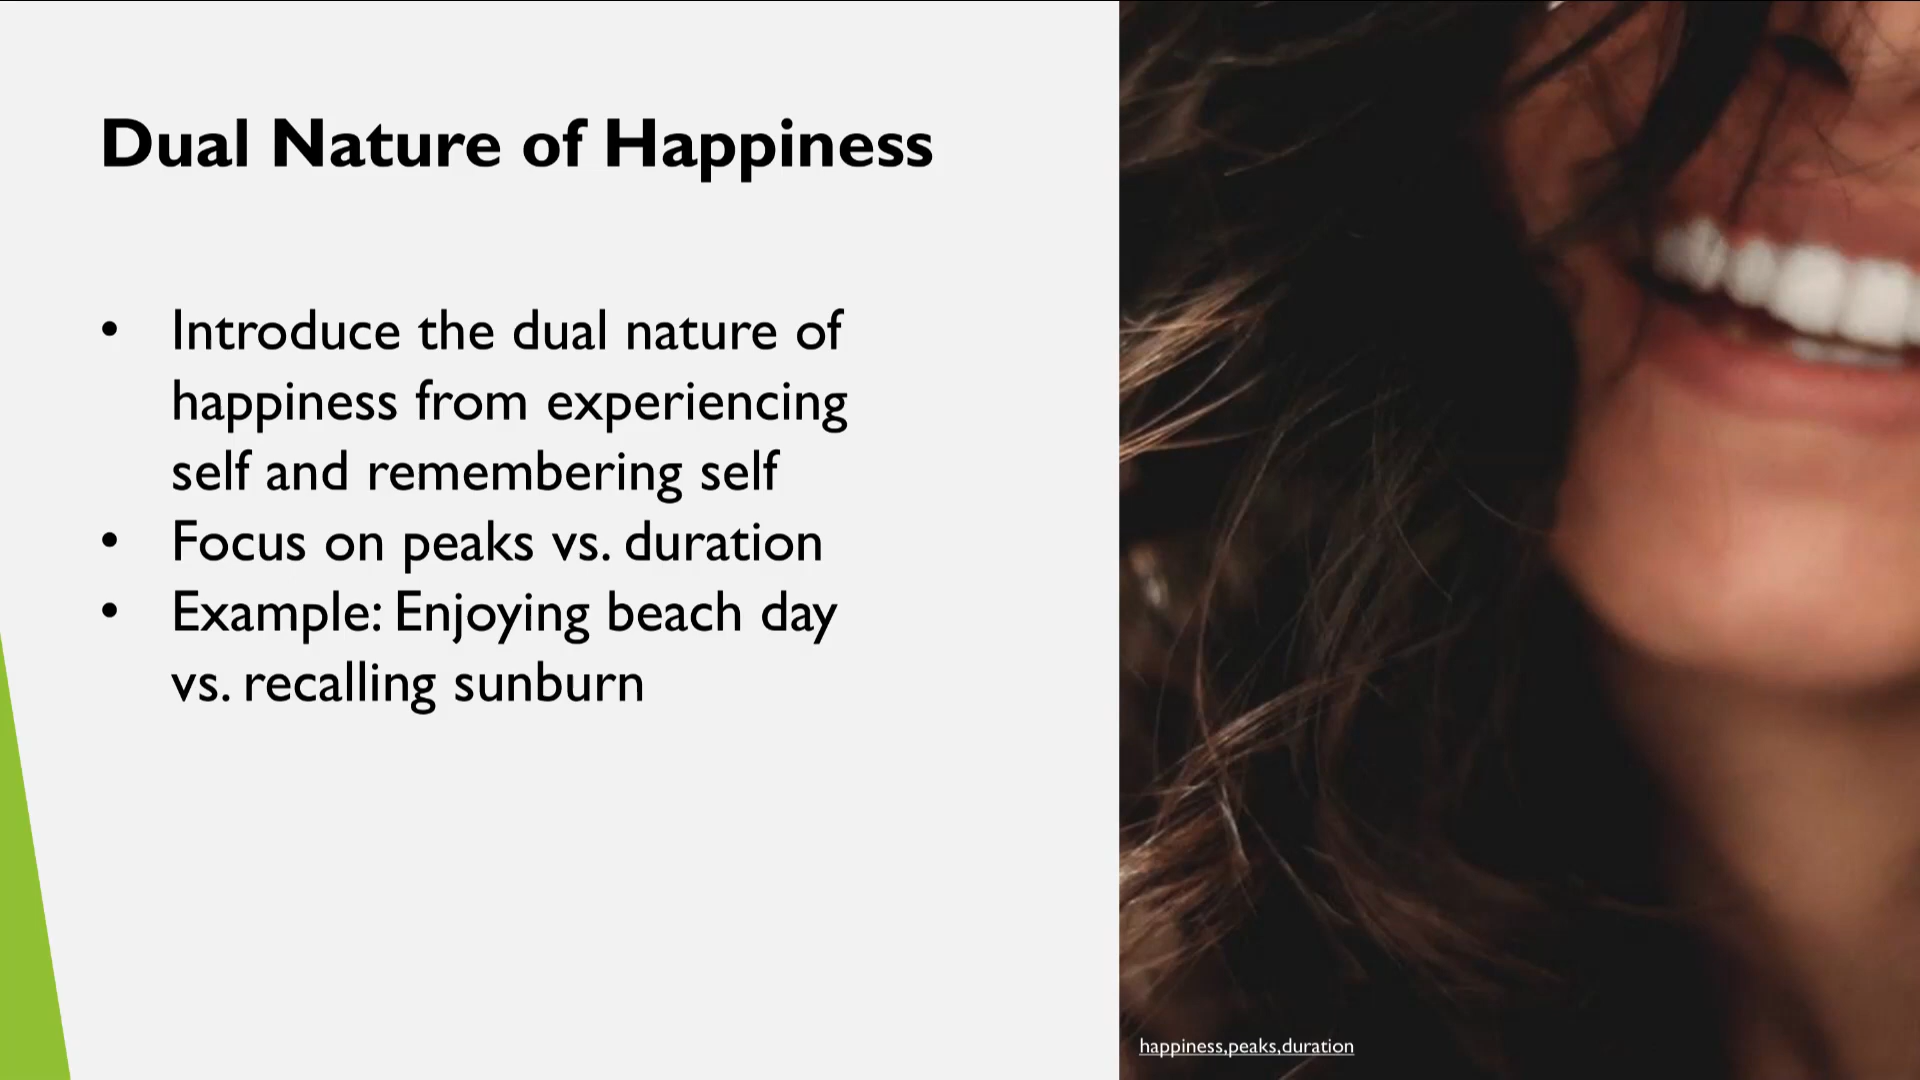 Dual Nature of Happiness
• Introduce the dual nature of
happiness from experiencing
self and remembering self
• Focus on peaks vs. duration
• Example: Enjoying beach day
vs. recalling sunburn
happiness,peaks,duration